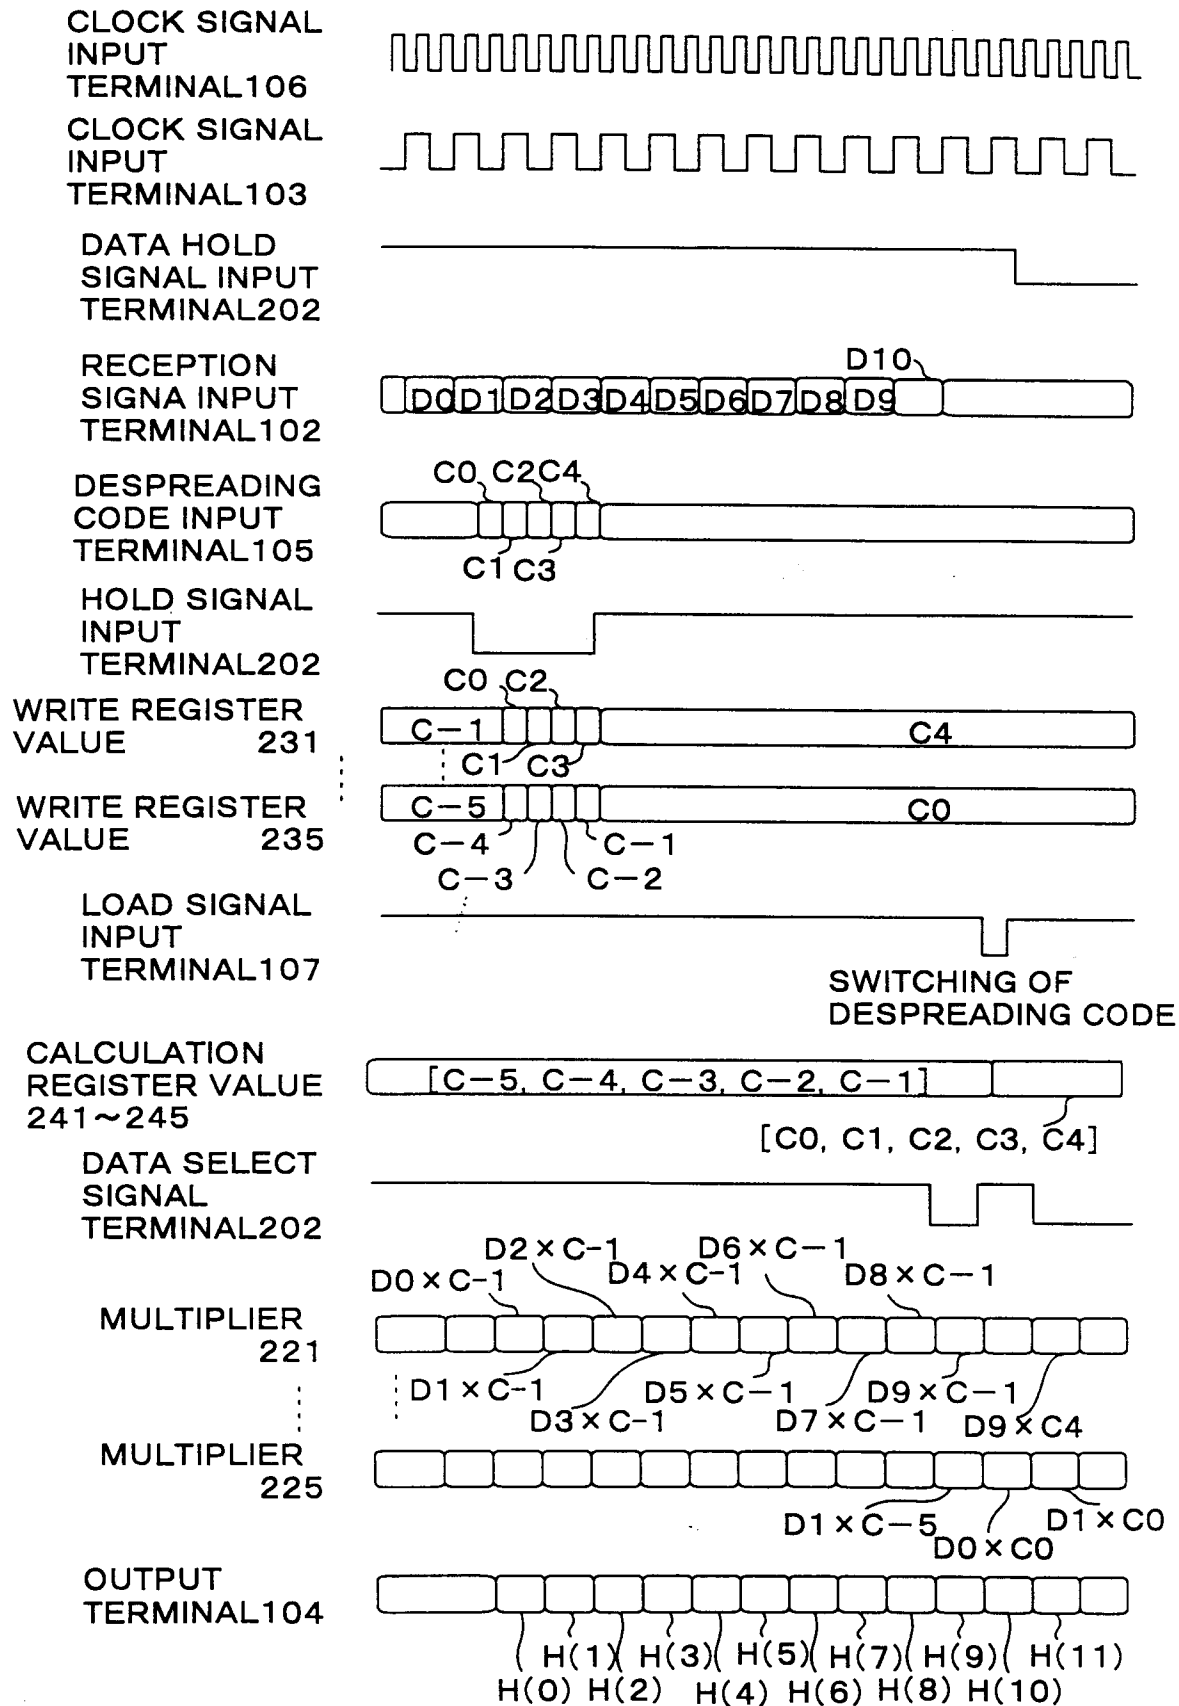 CLOCK SIGNAL
INPUT
TERMINAL106
CLOCK SIGNAL
INPUT
TERMINAL103
DATA HOLD
SIGNAL INPUT
TERMINAL202
D10
RECEPTION
SIGNA INPUT
TERMINAL102
D0 D1 D2 D3 D4 D5 D6 D7 D8 D9
C0 C2 C4
DESPREADING
CODE INPUT
TERMINAL105
C1 C3
HOLD SIGNAL
INPUT
TERMINAL202
C0 C2
WRITE REGISTER
VALUE 231
C-1 C4
C1 C3
WRITE REGISTER
VALUE 235
C-5 C0
C-4 C-1
C-3 C-2
LOAD SIGNAL
INPUT
TERMINAL107
SWITCHING OF
DESPREADING CODE
CALCULATION
REGISTER VALUE
241~245
[C-5, C-4, C-3, C-2, C-1]
[C0, C1, C2, C3, C4]
DATA SELECT
SIGNAL
TERMINAL202
D2×C-1 D6×C-1
D0×C-1 D4×C-1 D8×C-1
MULTIPLIER
221
D1×C-1 D5×C-1 D9×C-1
D3×C-1 D7×C-1 D9×C4
MULTIPLIER
225
D1×C-5 D1×C0
D0×C0
OUTPUT
TERMINAL104
H(1) H(3) H(5) H(7) H(9) H(11)
H(0) H(2) H(4) H(6) H(8) H(10)